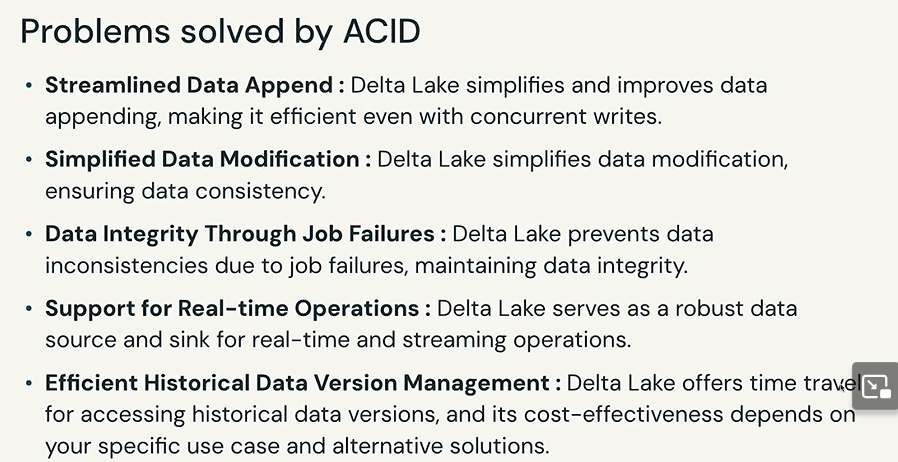 Problems solved by ACID
• Streamlined Data Append : Delta Lake simplifies and improves data
appending, making it efficient even with concurrent writes.
• Simplified Data Modification : Delta Lake simplifies data modification,
ensuring data consistency.
• Data Integrity Through Job Failures : Delta Lake prevents data
inconsistencies due to job failures, maintaining data integrity.
• Support for Real-time Operations : Delta Lake serves as a robust data
source and sink for real-time and streaming operations.
• Efficient Historical Data Version Management : Delta Lake offers time travel
for accessing historical data versions, and its cost-effectiveness depends on
your specific use case and alternative solutions.